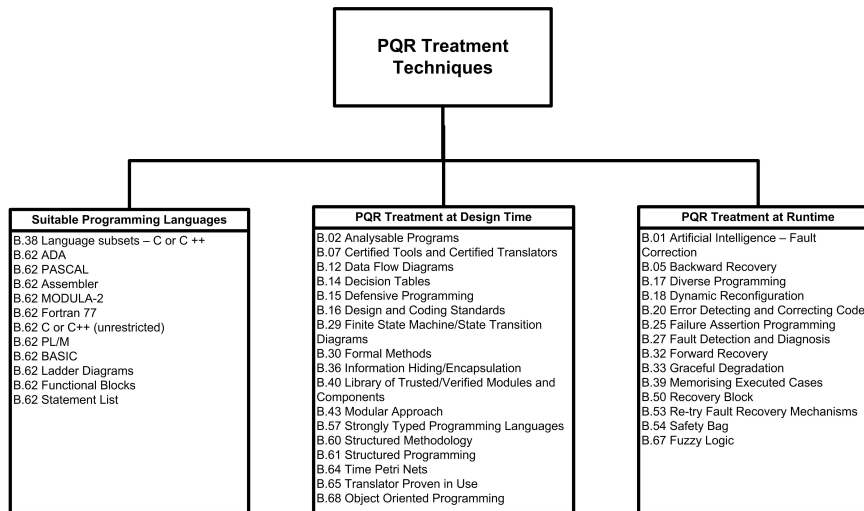 PQR Treatment
Techniques
Suitable Programming Languages
B.38 Language subsets – C or C ++
B.62 ADA
B.62 PASCAL
B.62 Assembler
B.62 MODULA-2
B.62 Fortran 77
B.62 C or C++ (unrestricted)
B.62 PL/M
B.62 BASIC
B.62 Ladder Diagrams
B.62 Functional Blocks
B.62 Statement List
PQR Treatment at Design Time
B.02 Analysable Programs
B.07 Certified Tools and Certified Translators
B.12 Data Flow Diagrams
B.14 Decision Tables
B.15 Defensive Programming
B.16 Design and Coding Standards
B.29 Finite State Machine/State Transition
Diagrams
B.30 Formal Methods
B.36 Information Hiding/Encapsulation
B.40 Library of Trusted/Verified Modules and
Components
B.43 Modular Approach
B.57 Strongly Typed Programming Languages
B.60 Structured Methodology
B.61 Structured Programming
B.64 Time Petri Nets
B.65 Translator Proven in Use
B.68 Object Oriented Programming
PQR Treatment at Runtime
B.01 Artificial Intelligence – Fault
Correction
B.05 Backward Recovery
B.17 Diverse Programming
B.18 Dynamic Reconfiguration
B.20 Error Detecting and Correcting Code
B.25 Failure Assertion Programming
B.27 Fault Detection and Diagnosis
B.32 Forward Recovery
B.33 Graceful Degradation
B.39 Memorising Executed Cases
B.50 Recovery Block
B.53 Re-try Fault Recovery Mechanisms
B.54 Safety Bag
B.67 Fuzzy Logic